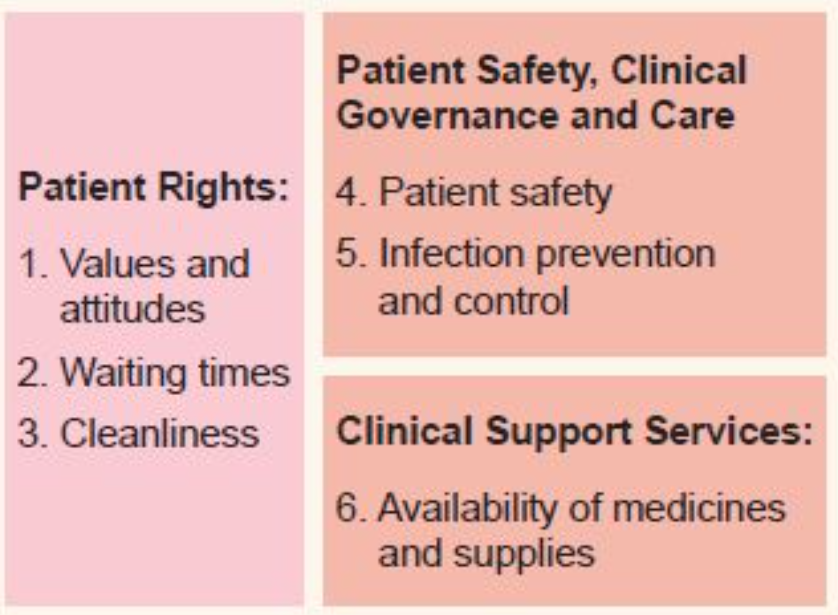 Patient Rights:
1. Values and
attitudes
2. Waiting times
3. Cleanliness
Patient Safety, Clinical
Governance and Care
4. Patient safety
5. Infection prevention
and control
Clinical Support Services:
6. Availability of medicines
and supplies